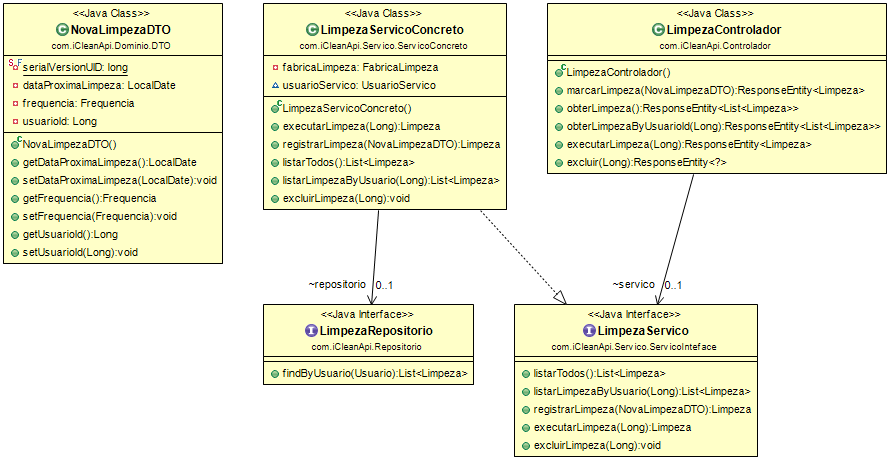 <<Java Class>>
NovaLimpezaDTO
com.iCleanApi.Dominio.DTO
serialVersionUID: long
dataProximaLimpeza: LocalDate
frequencia: Frequencia
usuarioId: Long
NovaLimpezaDTO()
getDataProximaLimpeza():LocalDate
setDataProximaLimpeza(LocalDate):void
getFrequencia():Frequencia
setFrequencia(Frequencia):void
getUsuarioId():Long
setUsuarioId(Long):void
<<Java Class>>
LimpezaServicoConcreto
com.iCleanApi.Servico.ServicoConcreto
fabricaLimpeza: FabricaLimpeza
usuarioServico: UsuarioServico
LimpezaServicoConcreto()
executarLimpeza(Long):Limpeza
registrarLimpeza(NovaLimpezaDTO):Limpeza
listarTodos():List<Limpeza>
listarLimpezaByUsuario(Long):List<Limpeza>
excluirLimpeza(Long):void
<<Java Class>>
LimpezaControlador
com.iCleanApi.Controlador
LimpezaControlador()
marcarLimpeza(NovaLimpezaDTO):ResponseEntity<Limpeza>
obterLimpeza():ResponseEntity<List<Limpeza>>
obterLimpezaByUsuarioId(Long):ResponseEntity<List<Limpeza>>
executarLimpeza(Long):ResponseEntity<Limpeza>
excluir(Long):ResponseEntity<?>
~repositorio
0..1
~servico
0..1
<<Java Interface>>
LimpezaRepositorio
com.iCleanApi.Repositorio
findByUsuario(Usuario):List<Limpeza>
<<Java Interface>>
LimpezaServico
com.iCleanApi.Servico.ServicoInteface
listarTodos():List<Limpeza>
listarLimpezaByUsuario(Long):List<Limpeza>
registrarLimpeza(NovaLimpezaDTO):Limpeza
executarLimpeza(Long):Limpeza
excluirLimpeza(Long):void